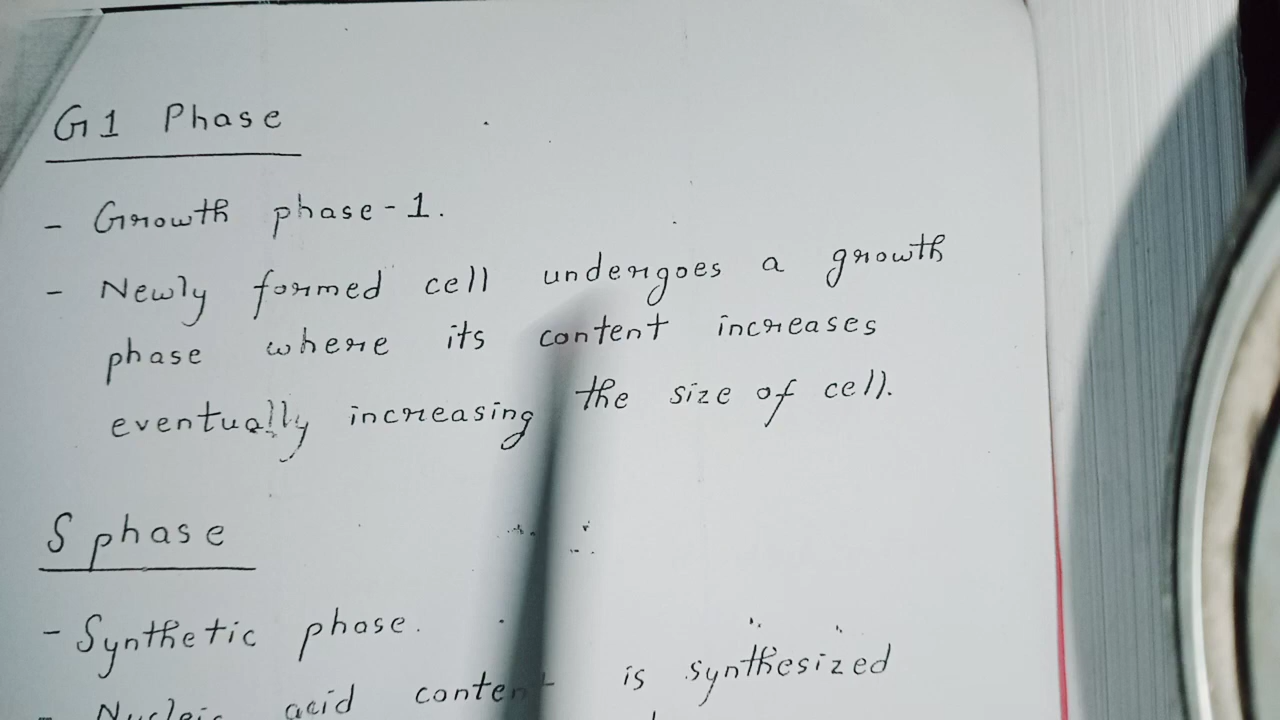 G1 Phase
- Growth phase-1.
- Newly formed cell undergoes a growth
phase where its content increases
eventually increasing the size of cell.
S phase
- Synthetic phase.
- Nucleic acid content is synthesized